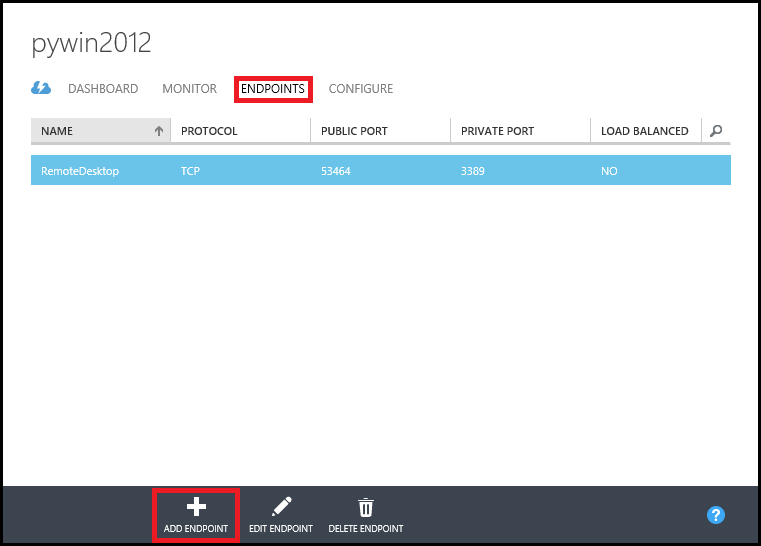 pywin2012
DASHBOARD MONITOR ENDPOINTS CONFIGURE
NAME PROTOCOL PUBLIC PORT PRIVATE PORT LOAD BALANCED
RemoteDesktop TCP 53464 3389 NO
ADD ENDPOINT EDIT ENDPOINT DELETE ENDPOINT ?